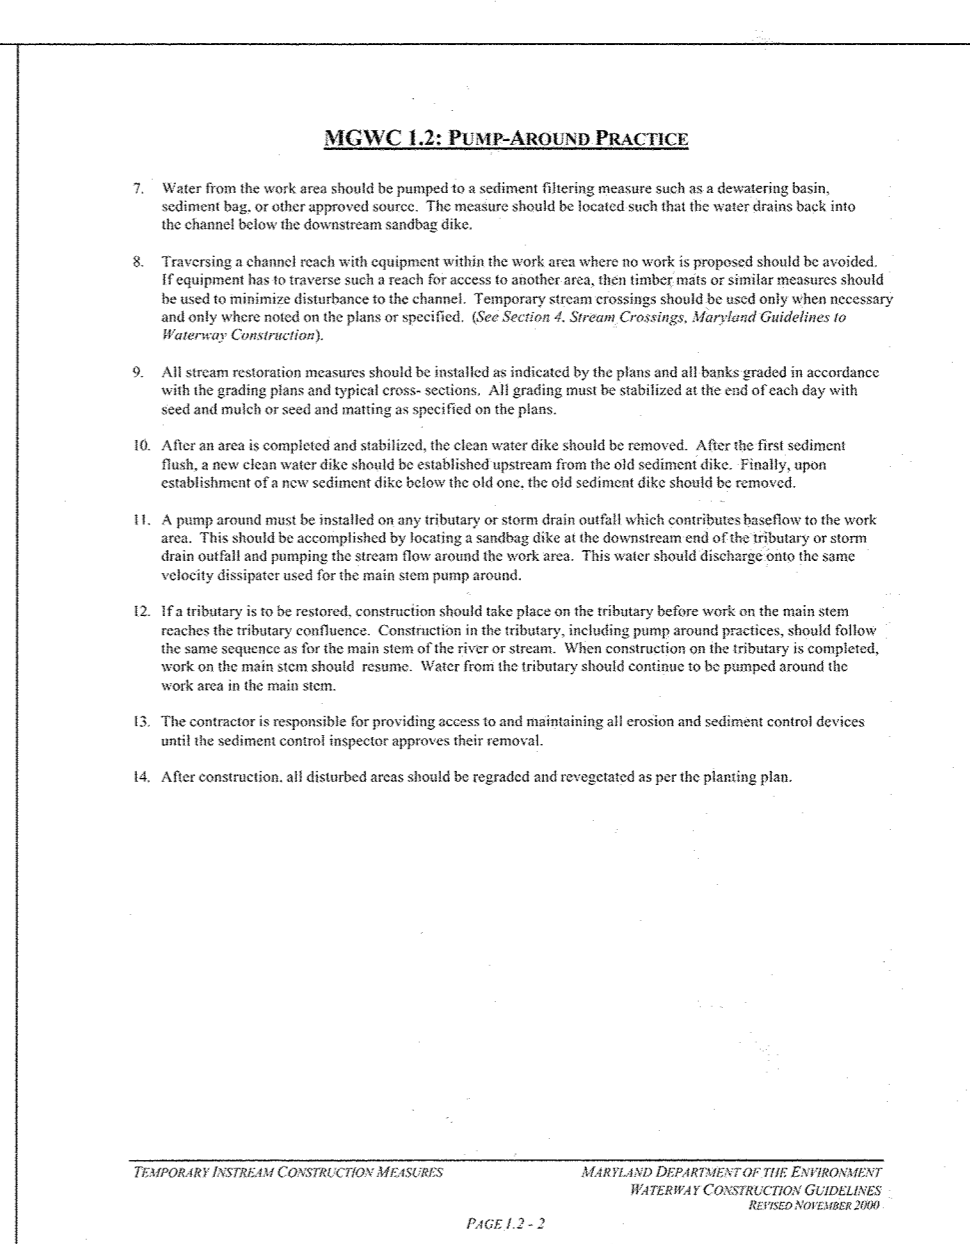 MGWC 1.2: PUMP-AROUND PRACTICE
7. Water from the work area should be pumped to a sediment filtering measure such as a dewatering basin,
sediment bag, or other approved source. The measure should be located such that the water drains back into
the channel below the downstream sandbag dike.
8. Traversing a channel reach with equipment within the work area where no work is proposed should be avoided.
If equipment has to traverse such a reach for access to another area, then timber mats or similar measures should
be used to minimize disturbance to the channel. Temporary stream crossings should be used only when necessary
and only where noted on the plans or specified. (See Section 4, Stream Crossings, Maryland Guidelines to
Waterway Construction).
9. All stream restoration measures should be installed as indicated by the plans and all banks graded in accordance
with the grading plans and typical cross- sections. All grading must be stabilized at the end of each day with
seed and mulch or seed and matting as specified on the plans.
10. After an area is completed and stabilized, the clean water dike should be removed. After the first sediment
flush, a new clean water dike should be established upstream from the old sediment dike. Finally, upon
establishment of a new sediment dike below the old one, the old sediment dike should be removed.
11. A pump around must be installed on any tributary or storm drain outfall which contributes baseflow to the work
area. This should be accomplished by locating a sandbag dike at the downstream end of the tributary or storm
drain outfall and pumping the stream flow around the work area. This water should discharge onto the same
velocity dissipater used for the main stem pump around.
12. If a tributary is to be restored, construction should take place on the tributary before work on the main stem
reaches the tributary confluence. Construction in the tributary, including pump around practices, should follow
the same sequence as for the main stem of the river or stream. When construction on the tributary is completed,
work on the main stem should resume. Water from the tributary should continue to be pumped around the
work area in the main stem.
13. The contractor is responsible for providing access to and maintaining all erosion and sediment control devices
until the sediment control inspector approves their removal.
14. After construction, all disturbed areas should be regraded and revegetated as per the planting plan.
TEMPORARY INSTREAM CONSTRUCTION MEASURES
MARYLAND DEPARTMENT OF THE ENVIRONMENT
WATERWAY CONSTRUCTION GUIDELINES
REVISED NOVEMBER 2000
PAGE 1.2 - 2